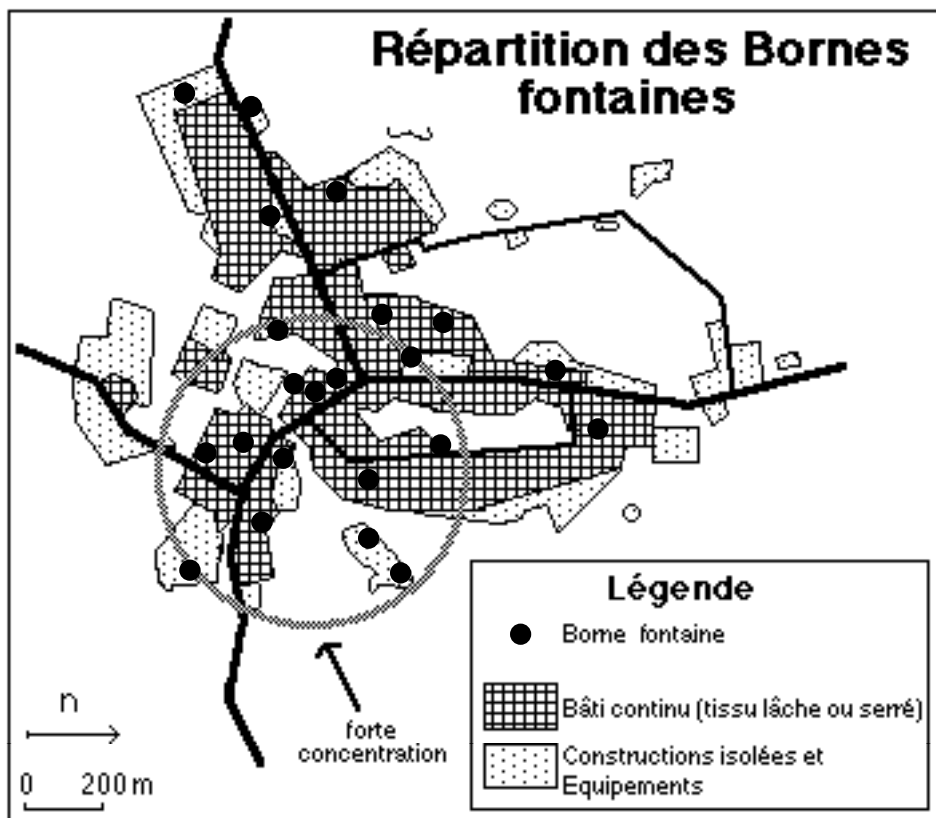 Répartition des Bornes
fontaines
Légende
Borne fontaine
Bâti continu (tissu lâche ou serré)
Constructions isolées et
Equipements
forte
concentration
n
0 200 m